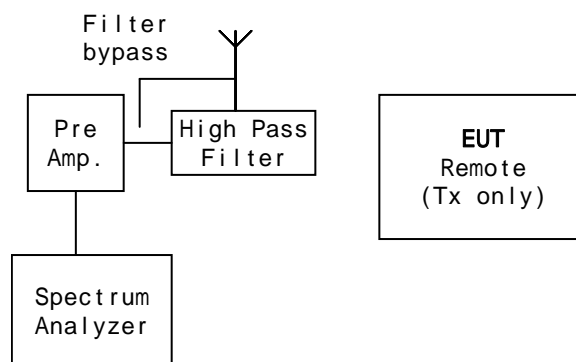 Filter
bypass
Pre
Amp.
High Pass
Filter
EUT
Remote
(Tx only)
Spectrum
Analyzer